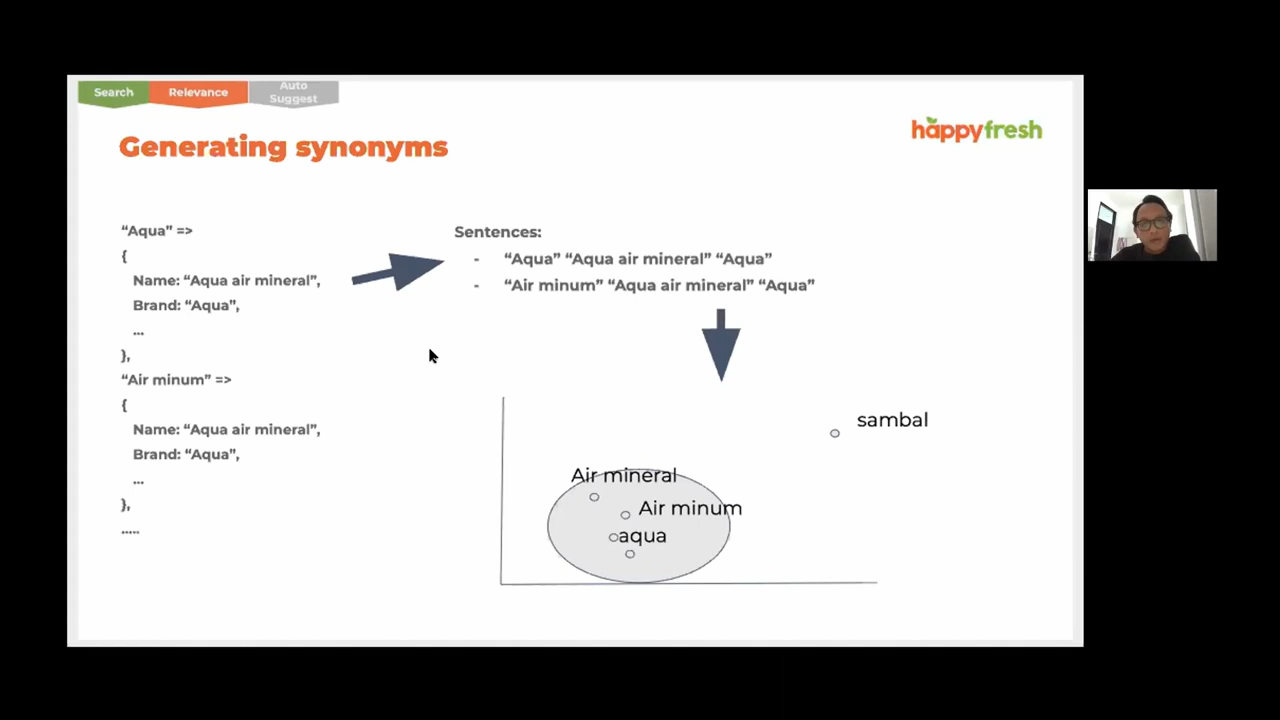 Search
Relevance
Auto
Suggest
happyfresh
Generating synonyms
“Aqua” =>
{
Name: “Aqua air mineral”,
Brand: “Aqua”,
...
},
“Air minum” =>
{
Name: “Aqua air mineral”,
Brand: “Aqua”,
...
},
.....
Sentences:
- “Aqua” “Aqua air mineral” “Aqua”
- “Air minum” “Aqua air mineral” “Aqua”
sambal
Air mineral
Air minum
aqua